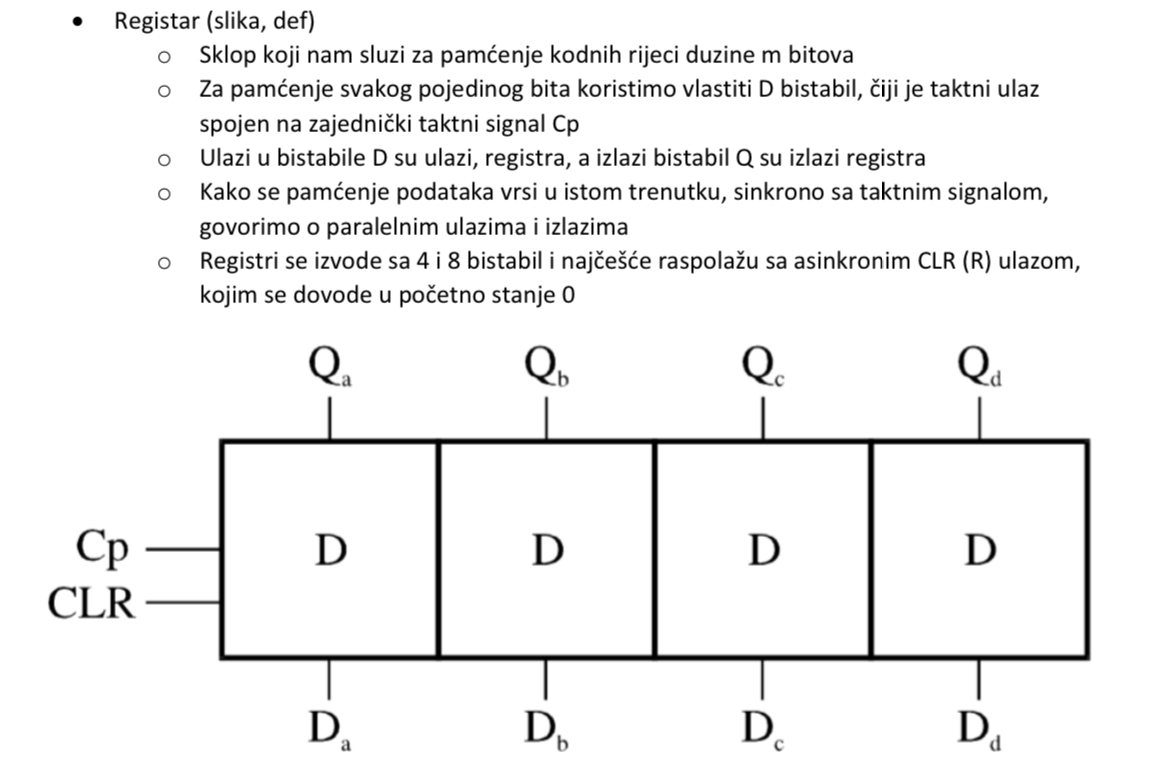 • Registar (slika, def)
o Sklop koji nam sluzi za pamćenje kodnih rijeci duzine m bitova
o Za pamćenje svakog pojedinog bita koristimo vlastiti D bistabil, čiji je taktni ulaz
spojen na zajednički taktni signal Cp
o Ulazi u bistabile D su ulazi, registra, a izlazi bistabil Q su izlazi registra
o Kako se pamćenje podataka vrsi u istom trenutku, sinkrono sa taktnim signalom,
govorimo o paralelnim ulazima i izlazima
o Registri se izvode sa 4 i 8 bistabil i najčešće raspolažu sa asinkronim CLR (R) ulazom,
kojim se dovode u početno stanje 0
Qa Qb Qc Qd
Cp D D D D
CLR
Da Db Dc Dd